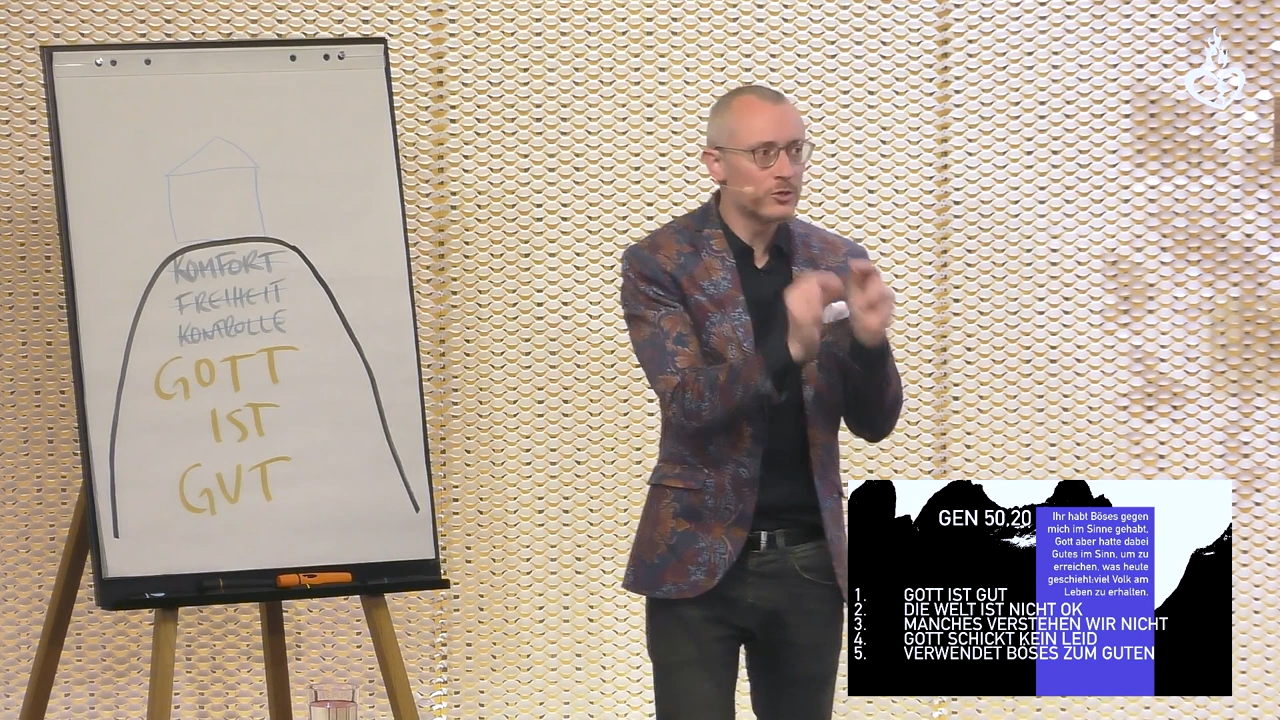 KOMFORT
FREIHEIT
KONTROLLE
GOTT
IST
GUT
GEN 50,20
Ihr habt Böses gegen
mich im Sinne gehabt,
Gott aber hatte dabei
Gutes im Sinn, um zu
erreichen, was heute
geschieht:viel Volk am
Leben zu erhalten.
1. GOTT IST GUT
2. DIE WELT IST NICHT OK
3. MANCHES VERSTEHEN WIR NICHT
4. GOTT SCHICKT KEIN LEID
5. VERWENDET BÖSES ZUM GUTEN